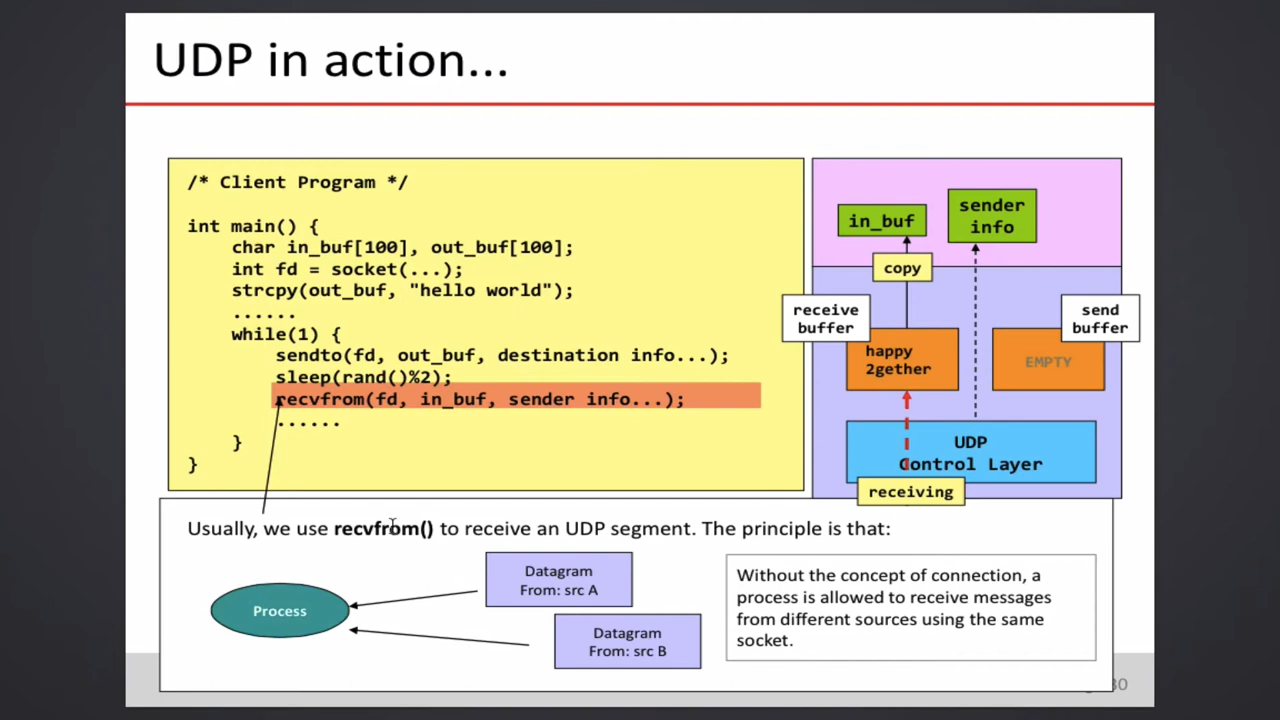 UDP in action...
/* Client Program */
int main() {
char in_buf[100], out_buf[100];
int fd = socket(...);
strcpy(out_buf, "hello world");
......
while(1) {
sendto(fd, out_buf, destination info...);
sleep(rand()%2);
recvfrom(fd, in_buf, sender info...);
......
}
}
in_buf
sender
info
copy
receive
buffer
send
buffer
happy
2gether
EMPTY
UDP
Control Layer
receiving
Usually, we use recvfrom() to receive an UDP segment. The principle is that:
Process
Datagram
From: src A
Datagram
From: src B
Without the concept of connection, a
process is allowed to receive messages
from different sources using the same
socket.